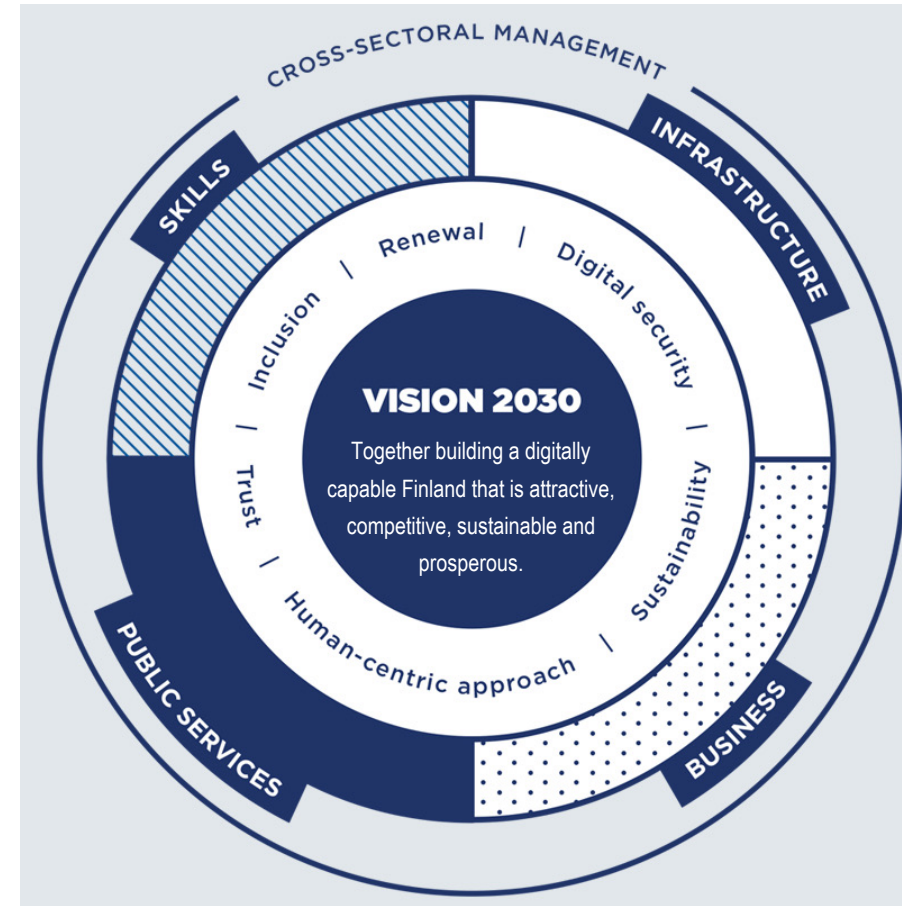 CROSS-SECTORAL MANAGEMENT
SKILLS
INFRASTRUCTURE
PUBLIC SERVICES
BUSINESS
Renewal | Digital security | Sustainability | Human-centric approach | Trust | Inclusion |
VISION 2030
Together building a digitally
capable Finland that is attractive,
competitive, sustainable and
prosperous.